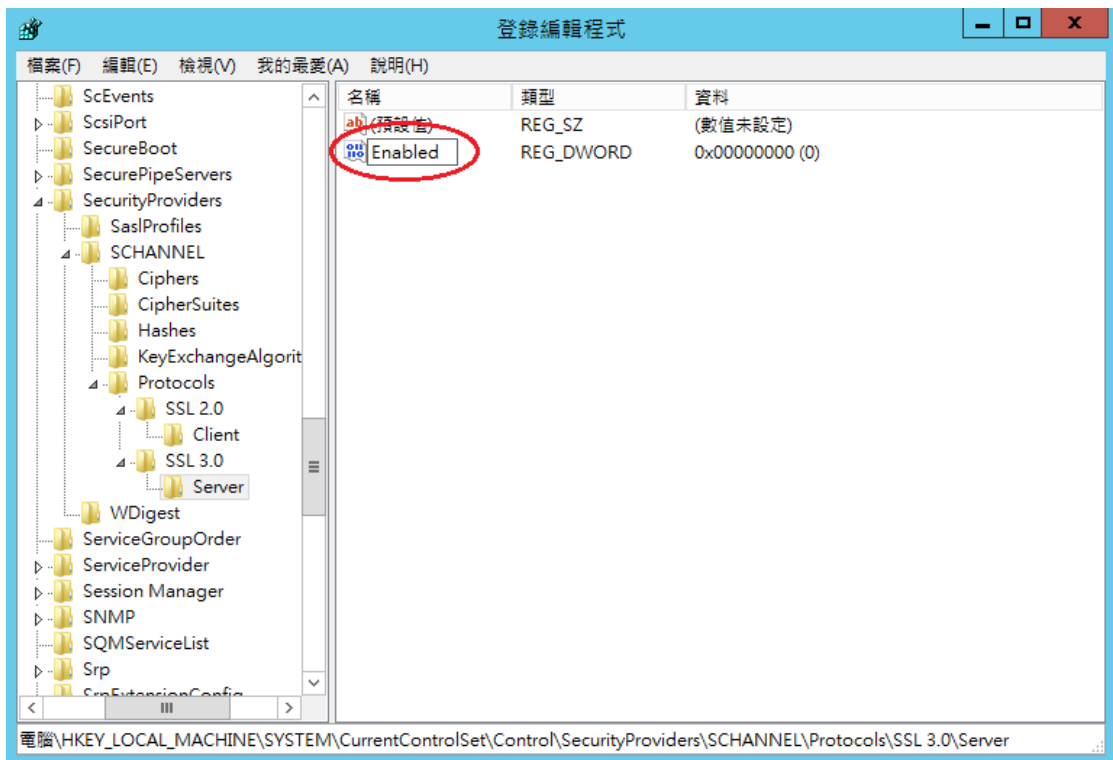 登錄編輯程式
檔案(F) 編輯(E) 檢視(V) 我的最愛(A) 說明(H)
ScEvents
ScsiPort
SecureBoot
SecurePipeServers
SecurityProviders
SaslProfiles
SCHANNEL
Ciphers
CipherSuites
Hashes
KeyExchangeAlgorit
Protocols
SSL 2.0
Client
SSL 3.0
Server
WDigest
ServiceGroupOrder
ServiceProvider
Session Manager
SNMP
SQMServiceList
Srp
SrpExtensionConfig
名稱 類型 資料
(預設值) REG_SZ (數值未設定)
Enabled REG_DWORD 0x00000000 (0)
電腦\HKEY_LOCAL_MACHINE\SYSTEM\CurrentControlSet\Control\SecurityProviders\SCHANNEL\Protocols\SSL 3.0\Server